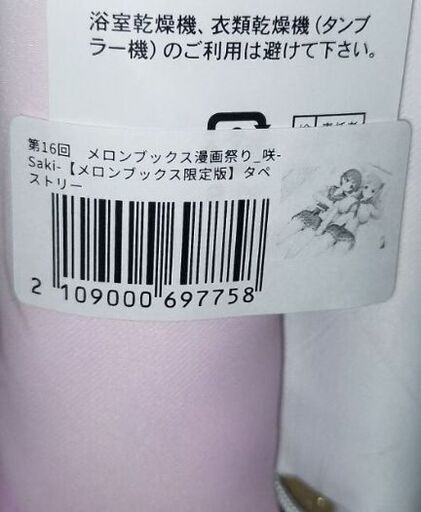 浴室乾燥機、衣類乾燥機（タン
ブラー機）のご利用は避けて下さい。
第16回　メロンブックス漫画祭り_咲-
Saki-【メロンブックス限定版】タペ
ストリー
2 109000 697758